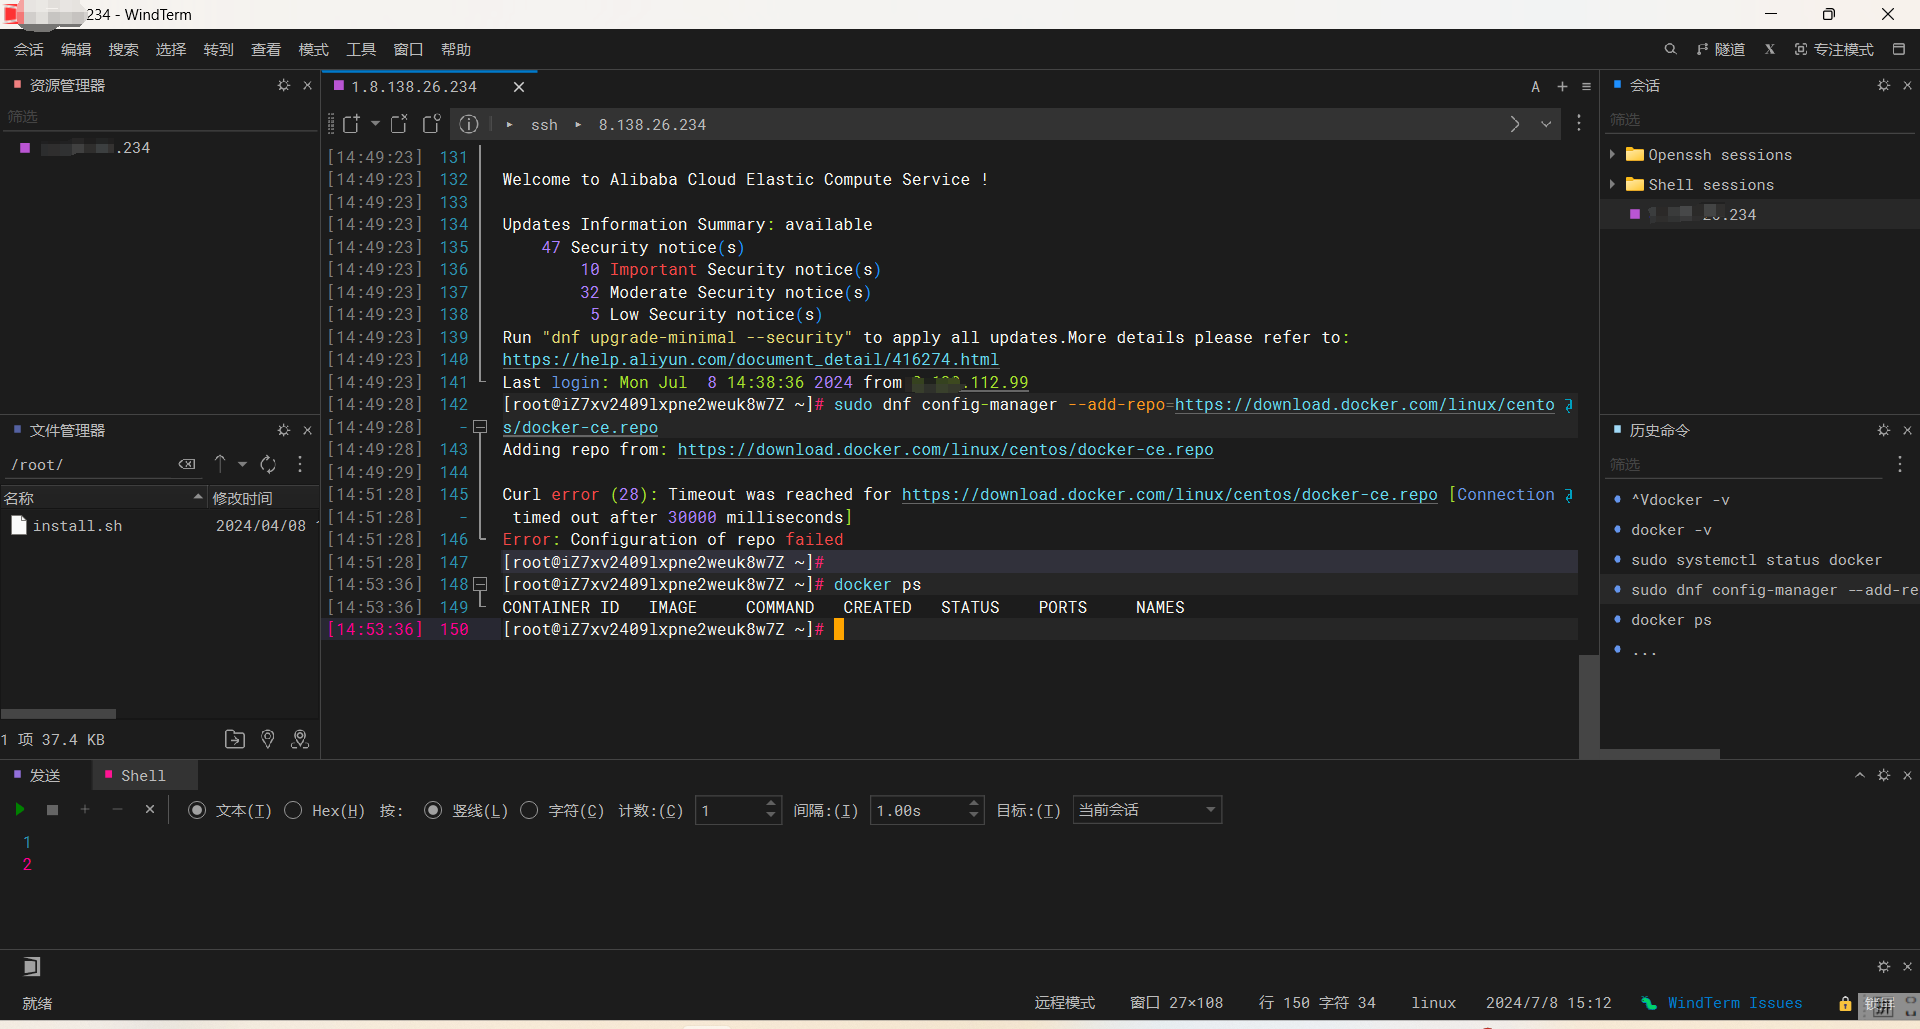 234 - WindTerm
会话 编辑 搜索 选择 转到 查看 模式 工具 窗口 帮助
隧道 X 专注模式
资源管理器
筛选
.234
文件管理器
/root/
名称 修改时间
install.sh 2024/04/08
1 项 37.4 KB
1.8.138.26.234
A
ssh 8.138.26.234
[14:49:23] 131
[14:49:23] 132 Welcome to Alibaba Cloud Elastic Compute Service !
[14:49:23] 133
[14:49:23] 134 Updates Information Summary: available
[14:49:23] 135 47 Security notice(s)
[14:49:23] 136 10 Important Security notice(s)
[14:49:23] 137 32 Moderate Security notice(s)
[14:49:23] 138 5 Low Security notice(s)
[14:49:23] 139 Run "dnf upgrade-minimal --security" to apply all updates.More details please refer to:
[14:49:23] 140 https://help.aliyun.com/document_detail/416274.html
[14:49:23] 141 Last login: Mon Jul  8 14:38:36 2024 from .112.99
[14:49:28] 142 [root@iZ7xv2409lxpne2weuk8w7Z ~]# sudo dnf config-manager --add-repo=https://download.docker.com/linux/cento
[14:49:28] - s/docker-ce.repo
[14:49:28] 143 Adding repo from: https://download.docker.com/linux/centos/docker-ce.repo
[14:49:29] 144
[14:51:28] 145 Curl error (28): Timeout was reached for https://download.docker.com/linux/centos/docker-ce.repo [Connection
[14:51:28] - timed out after 30000 milliseconds]
[14:51:28] 146 Error: Configuration of repo failed
[14:51:28] 147 [root@iZ7xv2409lxpne2weuk8w7Z ~]#
[14:53:36] 148 [root@iZ7xv2409lxpne2weuk8w7Z ~]# docker ps
[14:53:36] 149 CONTAINER ID   IMAGE     COMMAND   CREATED   STATUS    PORTS     NAMES
[14:53:36] 150 [root@iZ7xv2409lxpne2weuk8w7Z ~]#
会话
筛选
Openssh sessions
Shell sessions
.234
历史命令
筛选
^Vdocker -v
docker -v
sudo systemctl status docker
sudo dnf config-manager --add-re
docker ps
...
发送 Shell
文本(T) Hex(H) 按: 竖线(L) 字符(C) 计数:(C) 1 间隔:(I) 1.00s 目标:(T) 当前会话
1
2
就绪 远程模式 窗口 27×108 行 150 字符 34 linux 2024/7/8 15:12 WindTerm Issues
拼